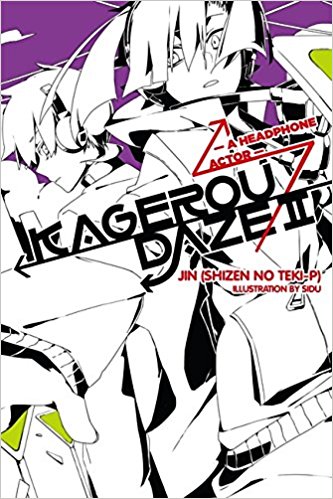 — A HEADPHONE
ACTOR —
KAGEROU
DAZE II
JIN (SHIZEN NO TEKI-P)
ILLUSTRATION BY SIDU